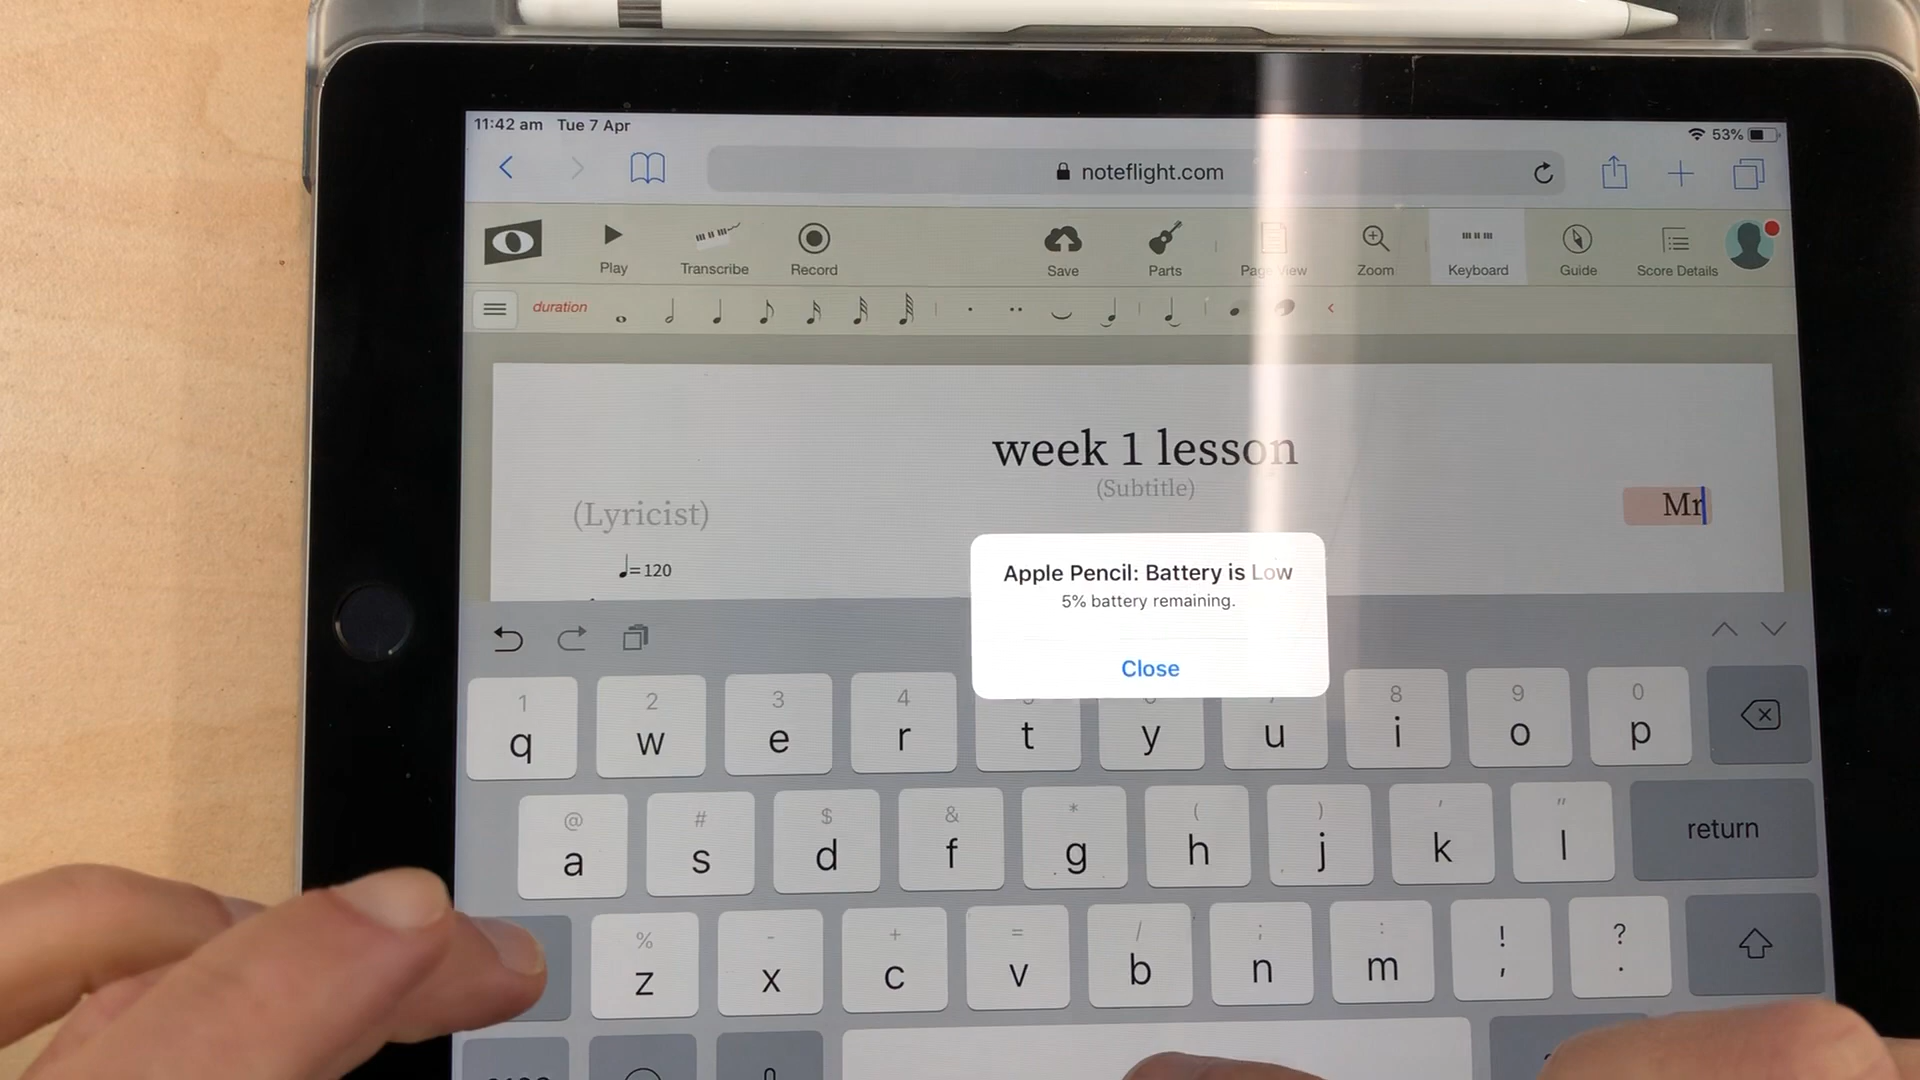 11:42 am Tue 7 Apr
53%
noteflight.com
Play Transcribe Record Save Parts Page View Zoom Keyboard Guide Score Details
duration
week 1 lesson
(Subtitle)
(Lyricist)
Mr
=120
Apple Pencil: Battery is Low
5% battery remaining.
Close
1 2 3 4 8 9 0
q w e r t y u i o p
@ # $ & * ( ) ' "
a s d f g h j k l return
% - + = / ; : ! ?
z x c v b n m , .